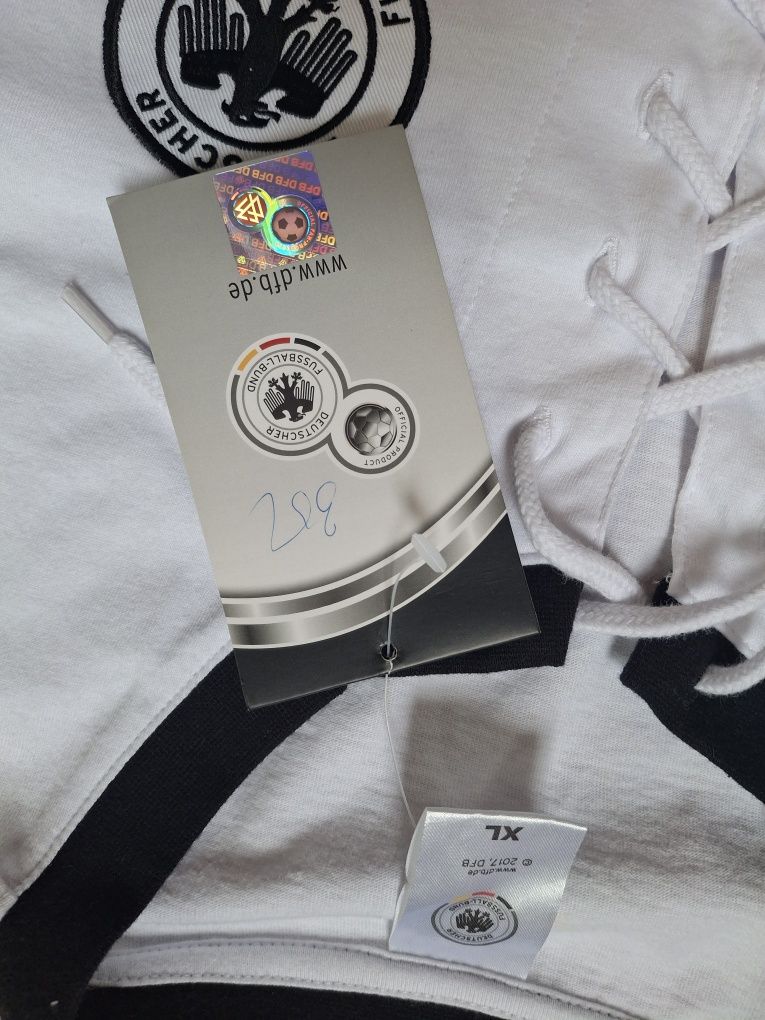 DEUTSCHER
FUSSBALL-BUND
OFFICIAL PRODUCT
www.dfb.de
DFB DFB DFB
XL
© 2017, DFB
www.dfb.de
DEUTSCHER
FUSSBALL-BUND